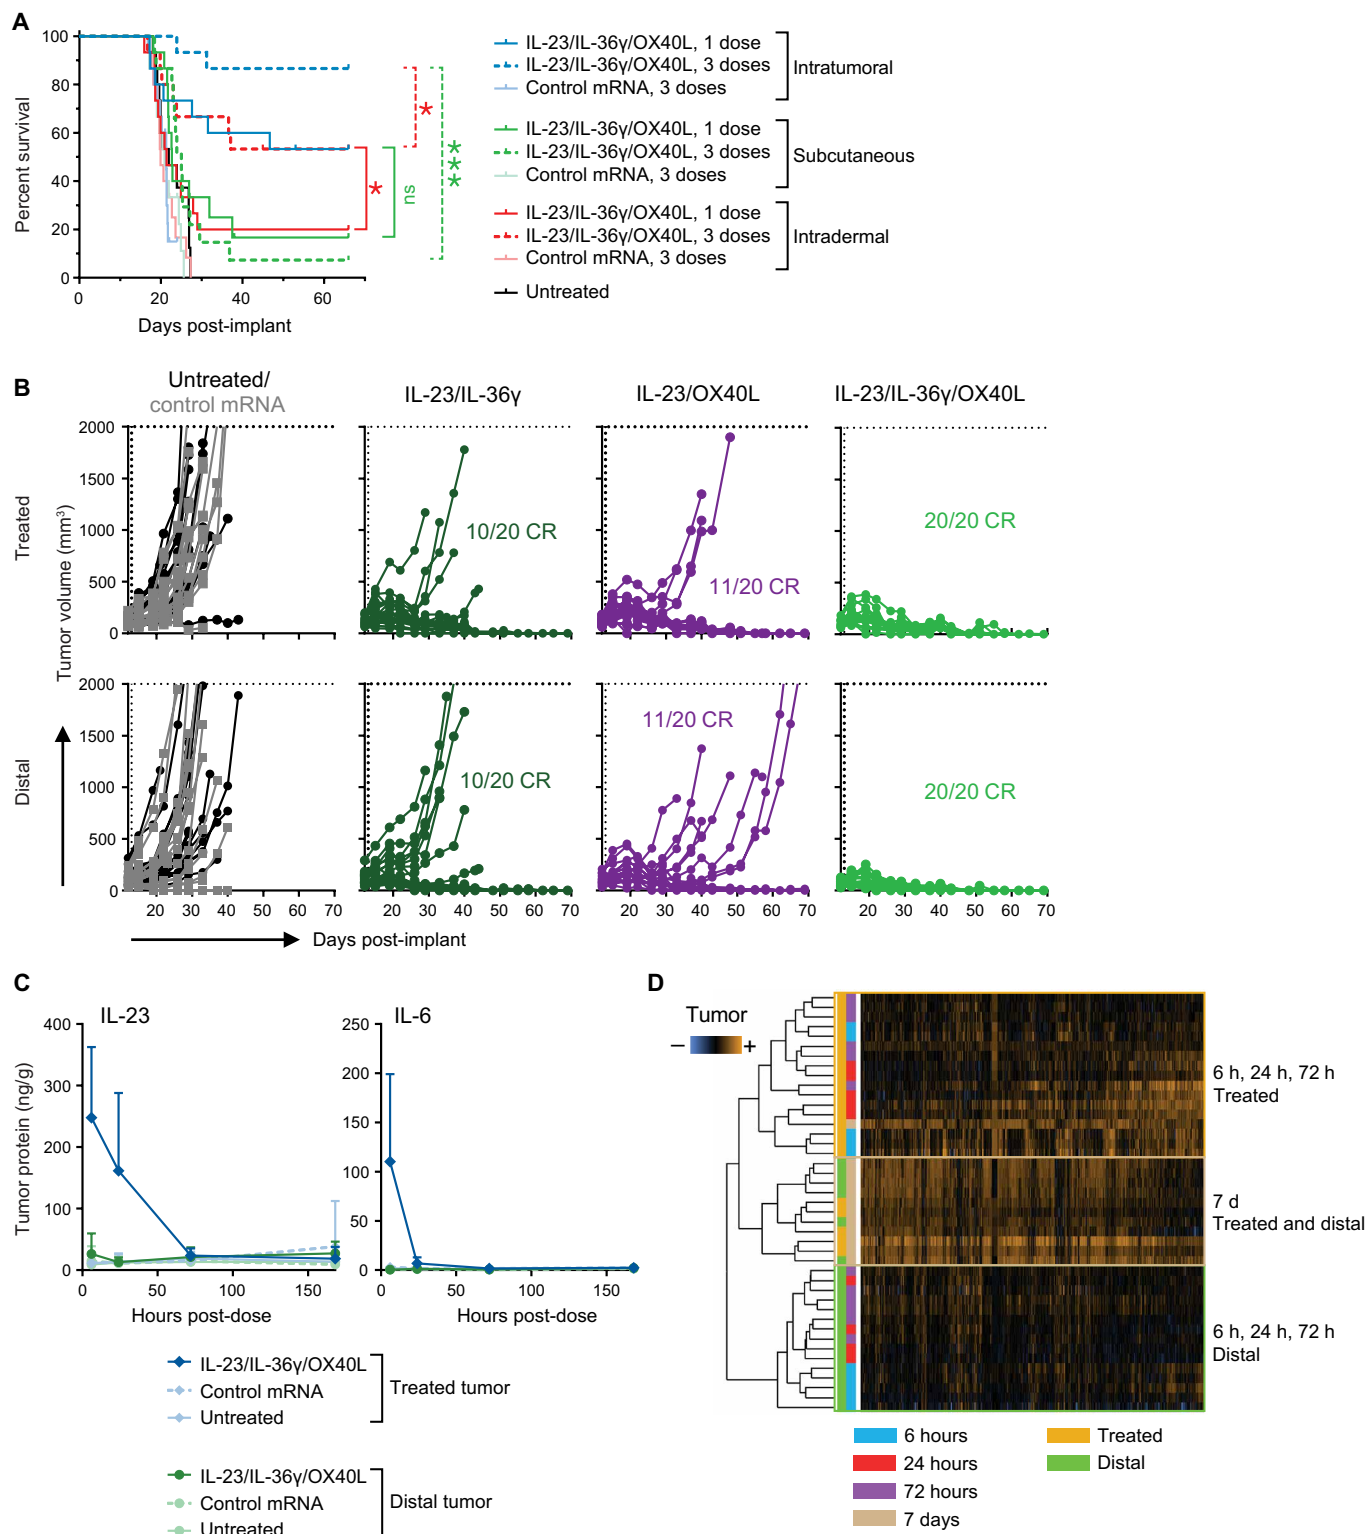 A
100
80
60
40
20
0
Percent survival
0 20 40 60
Days post-implant
*
ns
*
***
IL-23/IL-36γ/OX40L, 1 dose
IL-23/IL-36γ/OX40L, 3 doses
Control mRNA, 3 doses
Intratumoral
IL-23/IL-36γ/OX40L, 1 dose
IL-23/IL-36γ/OX40L, 3 doses
Control mRNA, 3 doses
Subcutaneous
IL-23/IL-36γ/OX40L, 1 dose
IL-23/IL-36γ/OX40L, 3 doses
Control mRNA, 3 doses
Intradermal
Untreated
B
Untreated/
control mRNA
IL-23/IL-36γ
IL-23/OX40L
IL-23/IL-36γ/OX40L
Treated
Tumor volume (mm³)
2000
1500
1000
500
0
10/20 CR
11/20 CR
20/20 CR
Distal
2000
1500
1000
500
0
10/20 CR
11/20 CR
20/20 CR
20 30 40 50 60 70
20 30 40 50 60 70
20 30 40 50 60 70
20 30 40 50 60 70
Days post-implant
C
IL-23
Tumor protein (ng/g)
400
300
200
100
0
0 50 100 150
Hours post-dose
IL-6
250
200
150
100
50
0
0 50 100 150
Hours post-dose
IL-23/IL-36γ/OX40L
Control mRNA
Untreated
Treated tumor
IL-23/IL-36γ/OX40L
Control mRNA
Untreated
Distal tumor
D
Tumor
− +
6 h, 24 h, 72 h
Treated
7 d
Treated and distal
6 h, 24 h, 72 h
Distal
6 hours
24 hours
72 hours
7 days
Treated
Distal